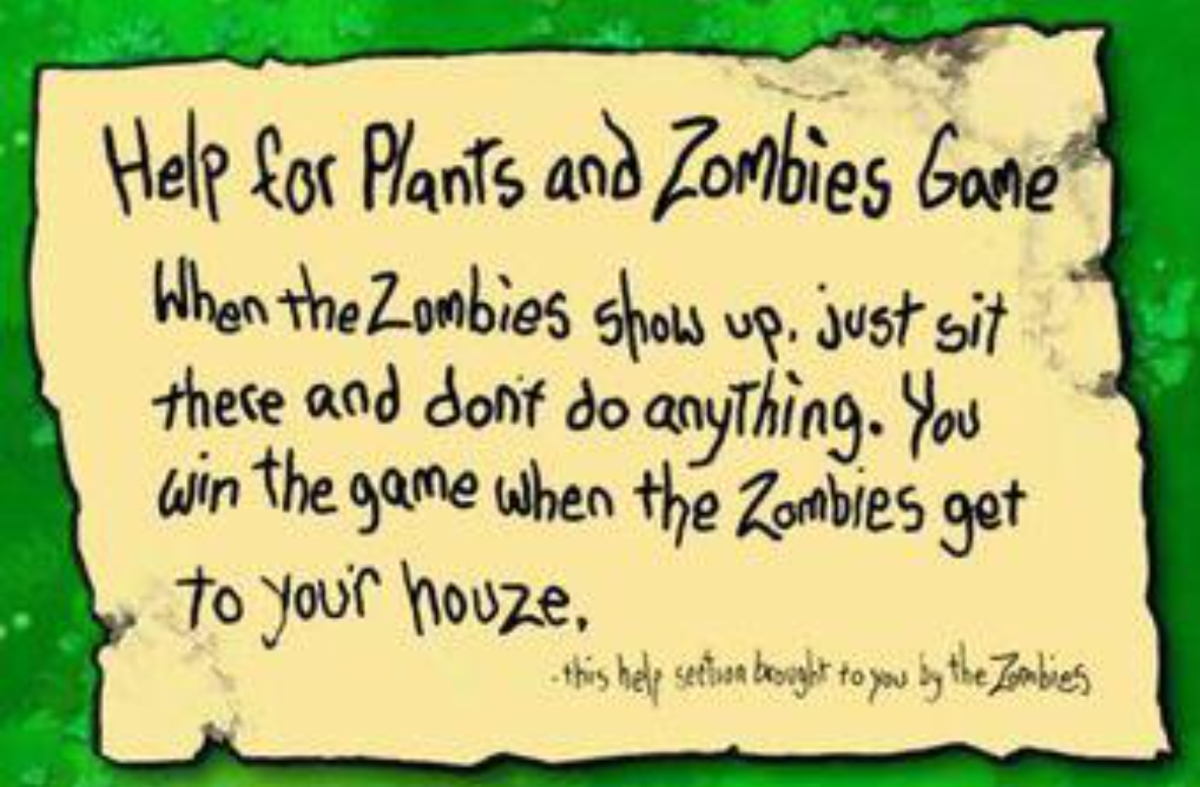 Help for Plants and Zombies Game
When the Zombies show up. just sit
there and don't do anything. You
win the game when the Zombies get
to you'r houze.
-this help section brought to you by the Zombies